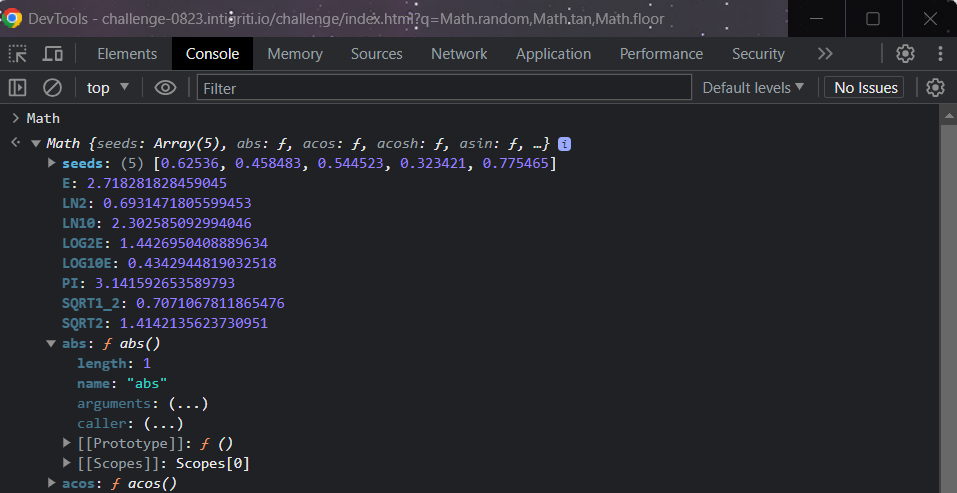 DevTools - challenge-0823.intigriti.io/challenge/index.html?q=Math.random,Math.tan,Math.floor
Elements Console Memory Sources Network Application Performance Security »
top ▼ Filter Default levels ▼ No Issues
> Math
Math {seeds: Array(5), abs: ƒ, acos: ƒ, acosh: ƒ, asin: ƒ, …} i
seeds: (5) [0.62536, 0.458483, 0.544523, 0.323421, 0.775465]
E: 2.718281828459045
LN2: 0.6931471805599453
LN10: 2.302585092994046
LOG2E: 1.4426950408889634
LOG10E: 0.4342944819032518
PI: 3.141592653589793
SQRT1_2: 0.7071067811865476
SQRT2: 1.4142135623730951
abs: ƒ abs()
length: 1
name: "abs"
arguments: (...)
caller: (...)
[[Prototype]]: ƒ ()
[[Scopes]]: Scopes[0]
acos: ƒ acos()